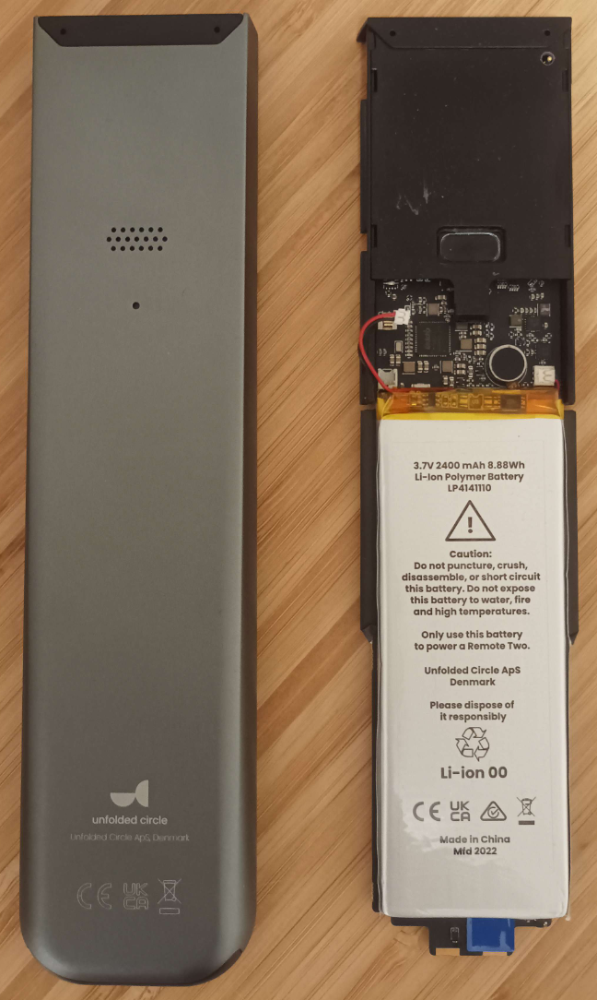 unfolded circle
Unfolded Circle ApS, Denmark
CE UK CA
3.7V 2400 mAh 8.88Wh
Li-Ion Polymer Battery
LP4141110
!
Caution:
Do not puncture, crush,
disassemble, or short circuit
this battery. Do not expose
this battery to water, fire
and high temperatures.
Only use this battery
to power a Remote Two.
Unfolded Circle ApS
Denmark
Please dispose of
it responsibly
Li-ion 00
CE UK CA
Made in China
Mfd 2022